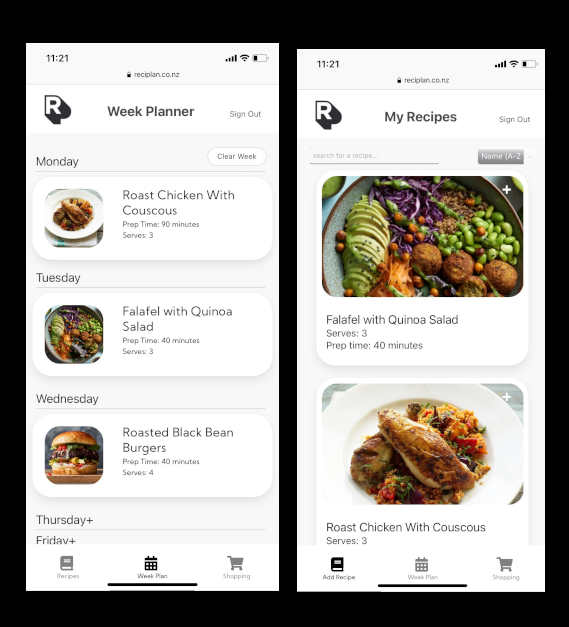 11:21
reciplan.co.nz
R
Week Planner
Sign Out
Clear Week
Monday
Roast Chicken With
Couscous
Prep Time: 90 minutes
Serves: 3
Tuesday
Falafel with Quinoa
Salad
Prep Time: 40 minutes
Serves: 3
Wednesday
Roasted Black Bean
Burgers
Prep Time: 40 minutes
Serves: 4
Thursday+
Friday+
Recipes
Week Plan
Shopping
11:21
reciplan.co.nz
R
My Recipes
Sign Out
search for a recipe...
Name (A-Z
+
Falafel with Quinoa Salad
Serves: 3
Prep time: 40 minutes
+
Roast Chicken With Couscous
Serves: 3
Add Recipe
Week Plan
Shopping